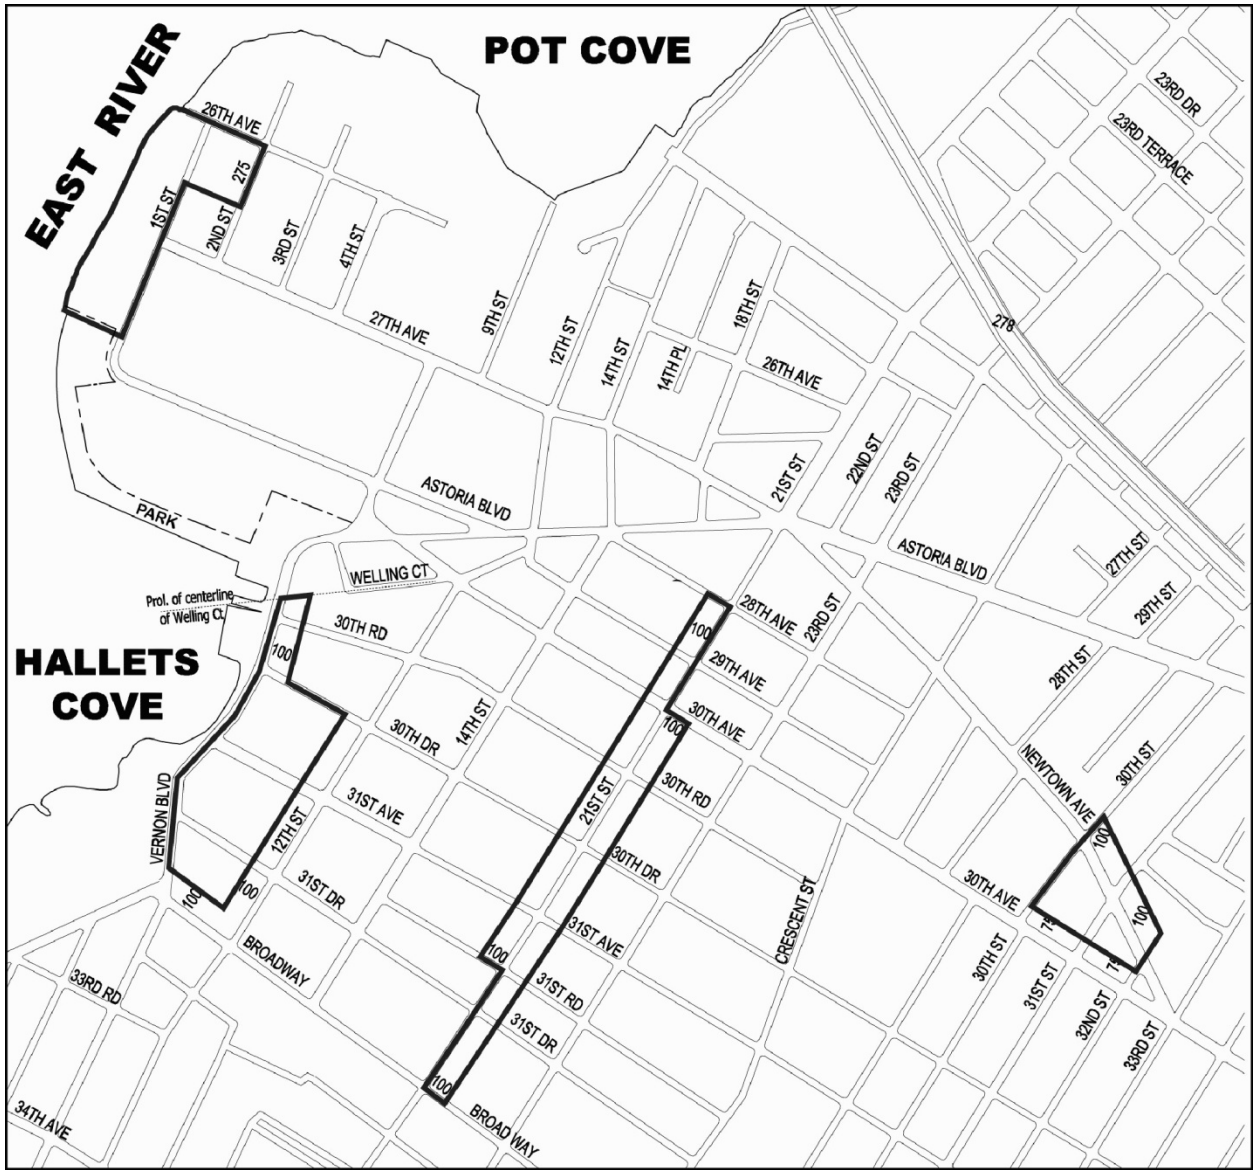 POT COVE
EAST RIVER
26TH AVE
275
1ST ST
2ND ST
3RD ST
4TH ST
27TH AVE
9TH ST
12TH ST
14TH ST
14TH PL
18TH ST
26TH AVE
23RD DR
23RD TERRACE
278
21ST ST
22ND ST
23RD ST
ASTORIA BLVD
ASTORIA BLVD
27TH ST
29TH ST
28TH ST
PARK
WELLING CT
Prol. of centerline
of Welling Ct.
30TH RD
100
HALLETS
COVE
28TH AVE
23RD ST
100
29TH AVE
30TH AVE
100
30TH DR
14TH ST
30TH RD
21ST ST
31ST AVE
12TH ST
VERNON BLVD
30TH DR
NEWTOWN AVE
30TH ST
100
30TH AVE
75
100
75
31ST DR
100
100
BROADWAY
31ST AVE
100
31ST RD
31ST DR
CRESCENT ST
30TH ST
31ST ST
32ND ST
33RD ST
33RD RD
34TH AVE
100
BROADWAY